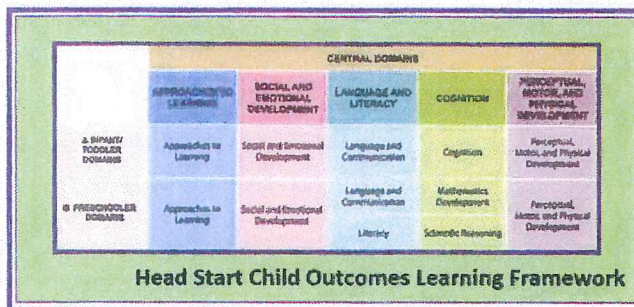 CENTRAL DOMAINS
APPROACHES TO
LEARNING
SOCIAL AND
EMOTIONAL
DEVELOPMENT
LANGUAGE AND
LITERACY
COGNITION
PERCEPTUAL,
MOTOR, AND
PHYSICAL
DEVELOPMENT
INFANT/
TODDLER
DOMAINS
Approaches to
Learning
Social and Emotional
Development
Language and
Communication
Cognition
Perceptual,
Motor, and Physical
Development
PRESCHOOLER
DOMAINS
Approaches to
Learning
Social and Emotional
Development
Language and
Communication
Literacy
Mathematics
Development
Scientific Reasoning
Perceptual,
Motor, and Physical
Development
Head Start Child Outcomes Learning Framework